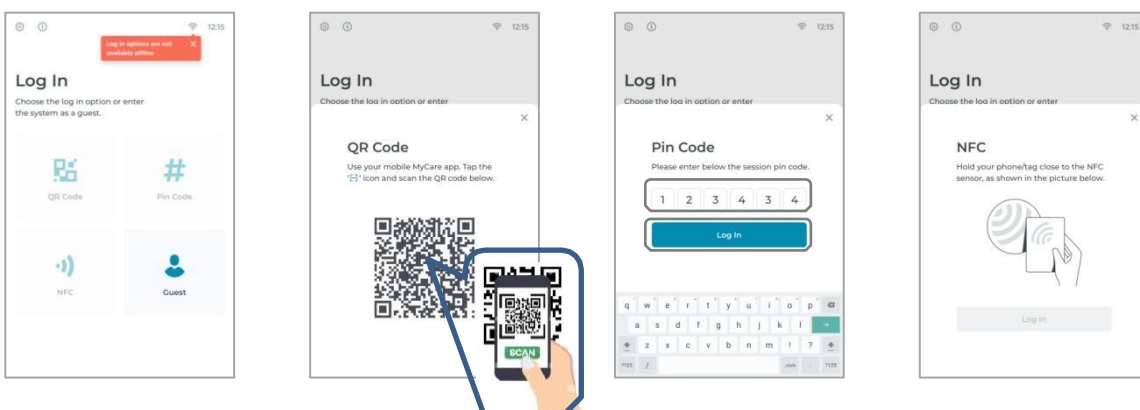 12:15
Log in options are not
available offline
Log In
Choose the log in option or enter
the system as a guest.
QR Code
Pin Code
NFC
Guest
12:15
Log In
Choose the log in option or enter
QR Code
Use your mobile MyCare app. Tap the
' ' icon and scan the QR code below.
SCAN
12:15
Log In
Choose the log in option or enter
Pin Code
Please enter below the session pin code.
1 2 3 4 3 4
Log In
q w e r t y u i o p
a s d f g h j k l
z x c v b n m ! ?
?123 / .com . ?123
12:15
Log In
Choose the log in option or enter
NFC
Hold your phone/tag close to the NFC
sensor, as shown in the picture below.
Log In